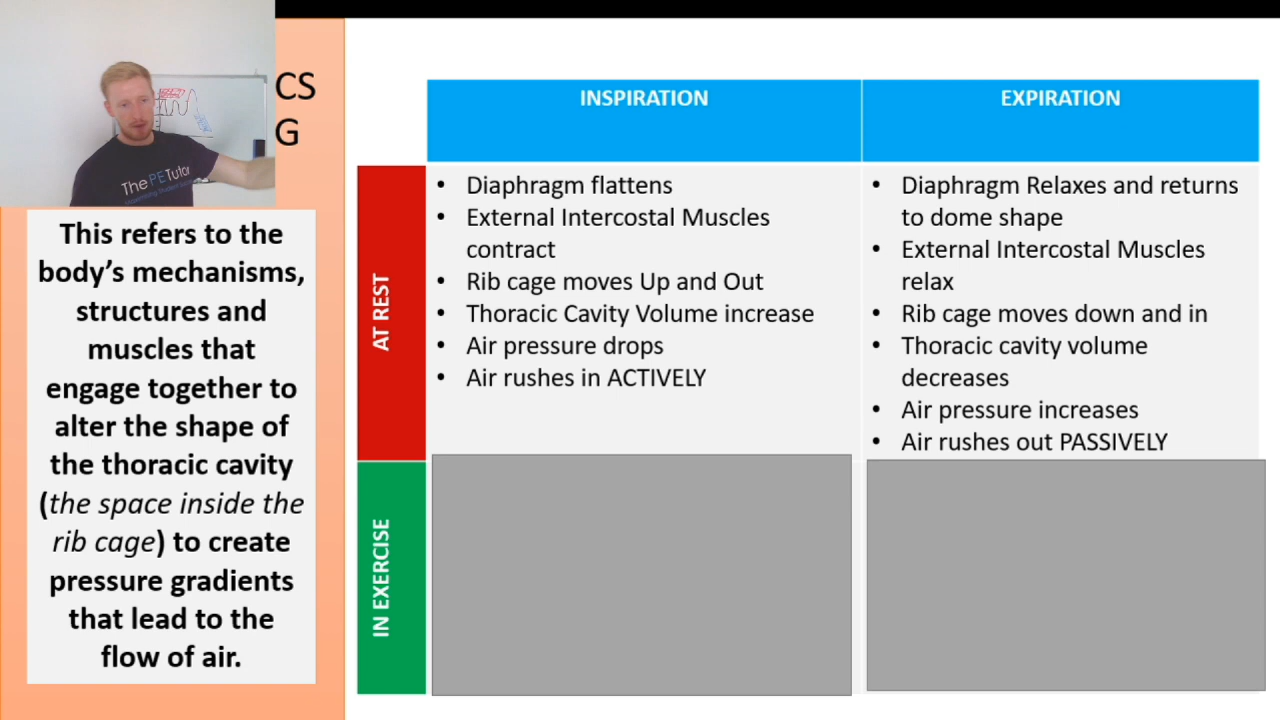 CS
G
The PE Tutor
This refers to the
body’s mechanisms,
structures and
muscles that
engage together to
alter the shape of
the thoracic cavity
(the space inside the
rib cage) to create
pressure gradients
that lead to the
flow of air.
INSPIRATION
EXPIRATION
AT REST
• Diaphragm flattens
• External Intercostal Muscles
contract
• Rib cage moves Up and Out
• Thoracic Cavity Volume increase
• Air pressure drops
• Air rushes in ACTIVELY
• Diaphragm Relaxes and returns
to dome shape
• External Intercostal Muscles
relax
• Rib cage moves down and in
• Thoracic cavity volume
decreases
• Air pressure increases
• Air rushes out PASSIVELY
IN EXERCISE